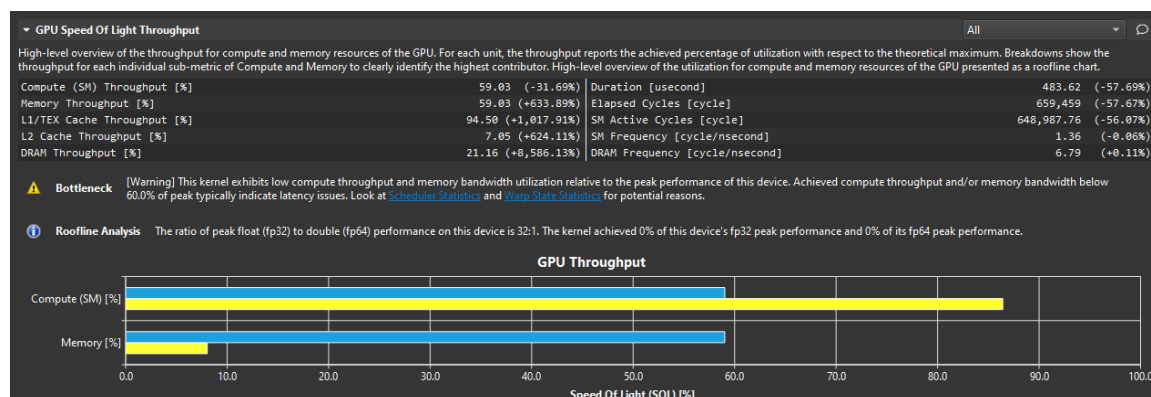 GPU Speed Of Light Throughput
All
High-level overview of the throughput for compute and memory resources of the GPU. For each unit, the throughput reports the achieved percentage of utilization with respect to the theoretical maximum. Breakdowns show the
throughput for each individual sub-metric of Compute and Memory to clearly identify the highest contributor. High-level overview of the utilization for compute and memory resources of the GPU presented as a roofline chart.
Compute (SM) Throughput [%] 59.03 (-31.69%) Duration [usecond] 483.62 (-57.69%)
Memory Throughput [%] 59.03 (+633.89%) Elapsed Cycles [cycle] 659,459 (-57.67%)
L1/TEX Cache Throughput [%] 94.50 (+1,017.91%) SM Active Cycles [cycle] 648,987.76 (-56.07%)
L2 Cache Throughput [%] 7.05 (+624.11%) SM Frequency [cycle/nsecond] 1.36 (-0.06%)
DRAM Throughput [%] 21.16 (+8,586.13%) DRAM Frequency [cycle/nsecond] 6.79 (+0.11%)
Bottleneck [Warning] This kernel exhibits low compute throughput and memory bandwidth utilization relative to the peak performance of this device. Achieved compute throughput and/or memory bandwidth below
60.0% of peak typically indicate latency issues. Look at Scheduler Statistics and Warp State Statistics for potential reasons.
Roofline Analysis The ratio of peak float (fp32) to double (fp64) performance on this device is 32:1. The kernel achieved 0% of this device's fp32 peak performance and 0% of its fp64 peak performance.
GPU Throughput
Compute (SM) [%]
Memory [%]
0.0 10.0 20.0 30.0 40.0 50.0 60.0 70.0 80.0 90.0 100.0
Speed Of Light (SOL) [%]